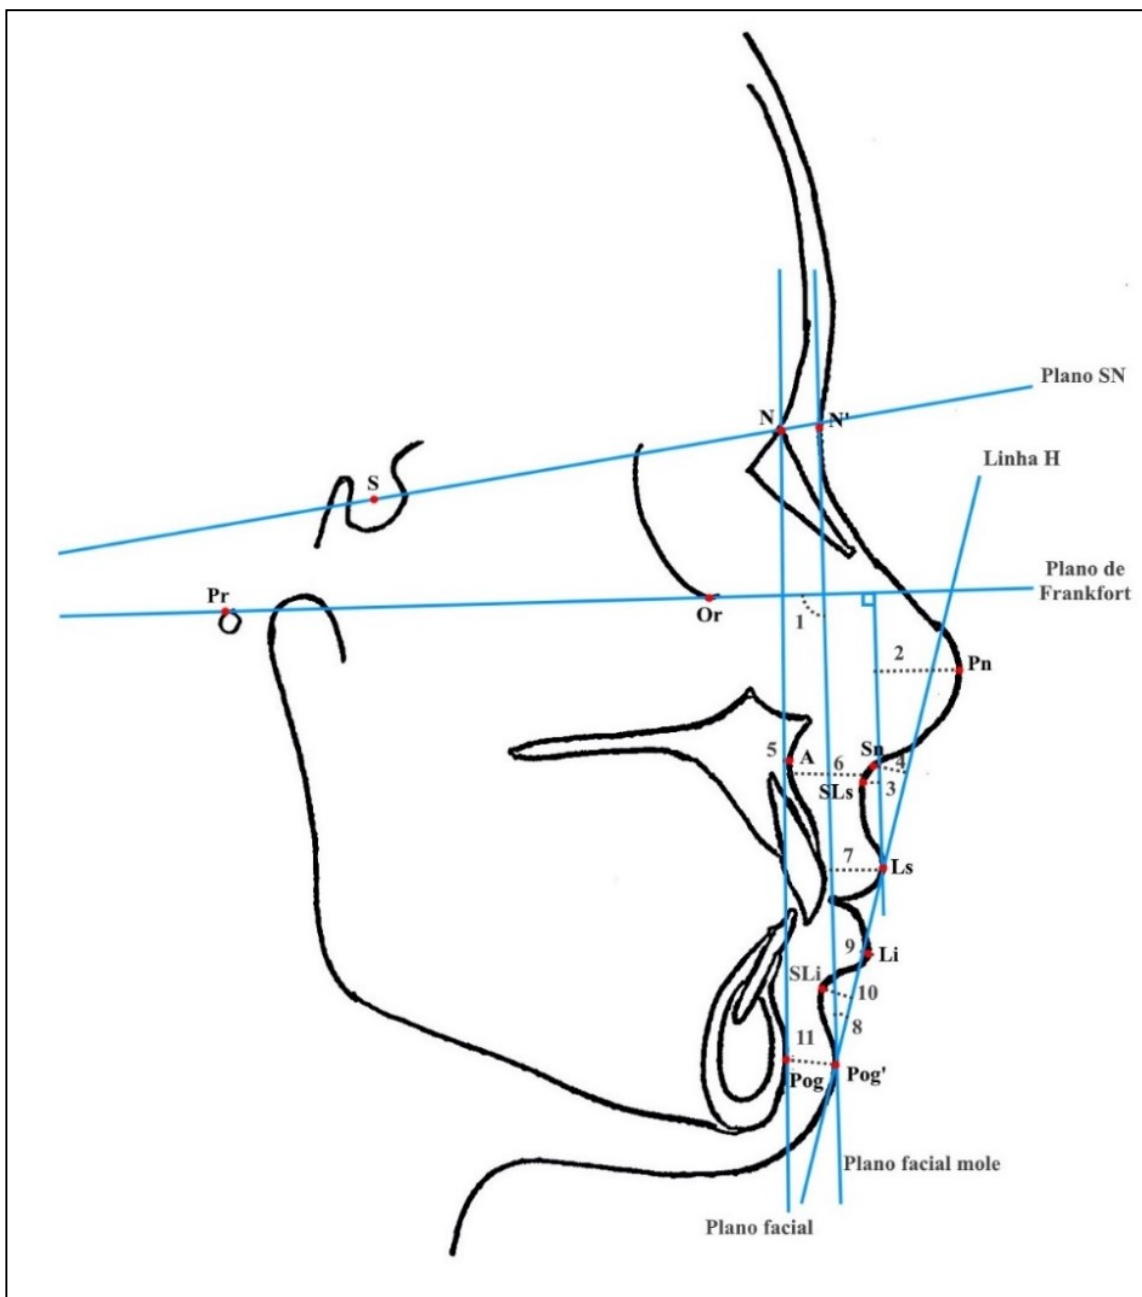 Plano SN
N
N'
Linha H
S
Plano de
Frankfort
Pr
Or
1
2
Pn
5
A
6
Sn
4
SLs
3
7
Ls
9
Li
SLi
10
8
11
Pog
Pog'
Plano facial mole
Plano facial